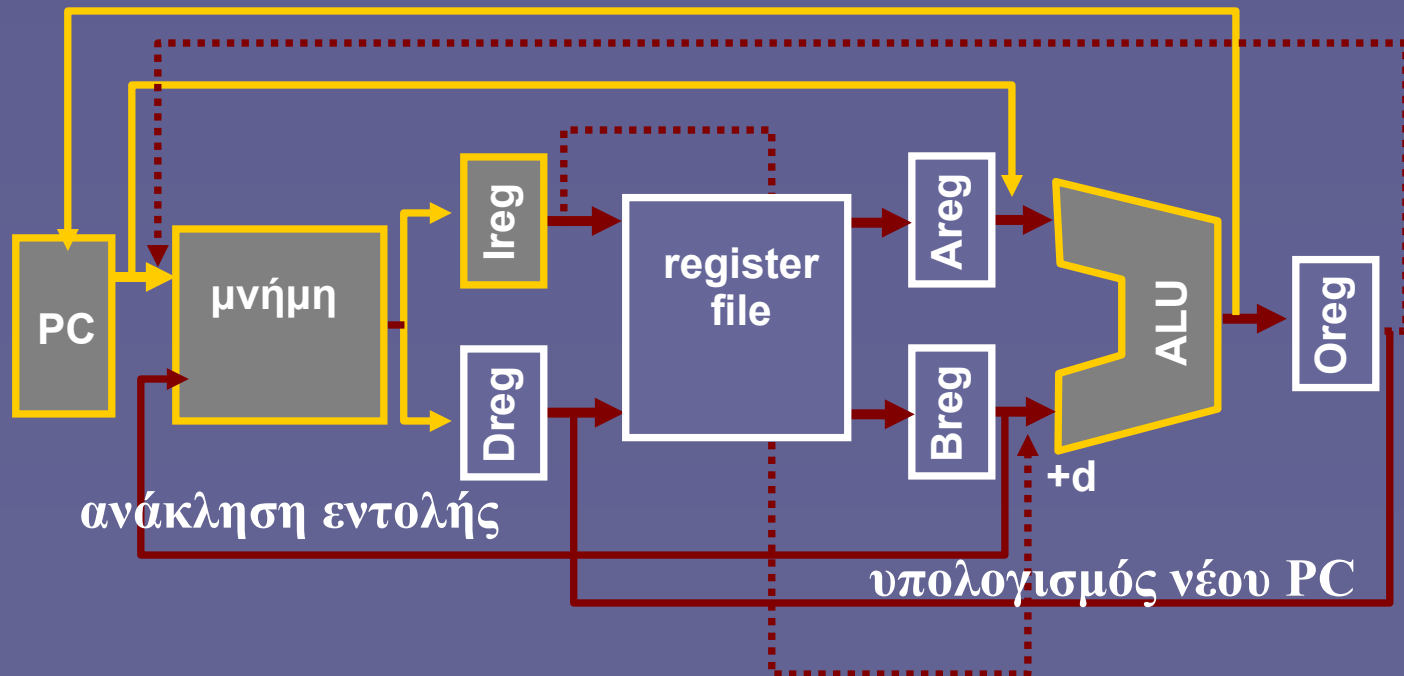 PC
μνήμη
Ireg
Dreg
register
file
Areg
Breg
ALU
Oreg
+d
ανάκληση εντολής
υπολογισμός νέου PC